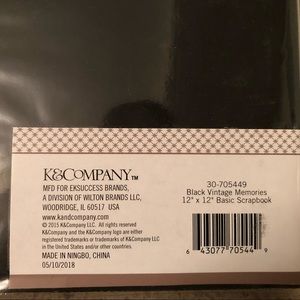 K&COMPANY™
MFD FOR EKSUCCESS BRANDS,
A DIVISION OF WILTON BRANDS LLC,
WOODRIDGE, IL 60517 USA
www.kandcompany.com
© 2015 K&Company LLC. All rights reserved
K&Company and the K&Company logo are either
registered trademarks or trademarks of K&Company LLC
in the United States and/or other countries.
MADE IN NINGBO, CHINA
05/10/2018
30-705449
Black Vintage Memories
12" x 12" Basic Scrapbook
6 43077 70544 9